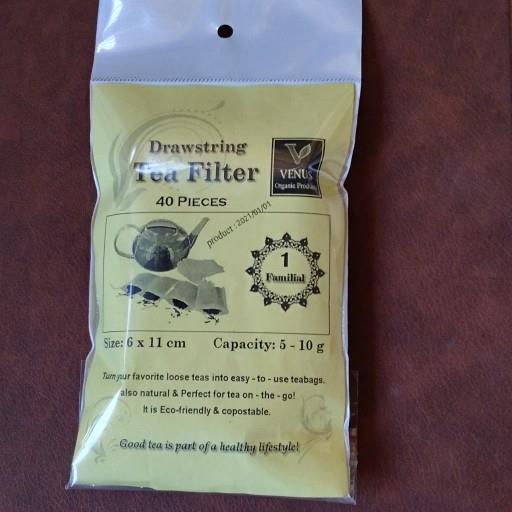 Drawstring
Tea Filter
VENUS
Organic Produ
40 PIECES
product : 2021/01/01
1
Familial
Size: 6 x 11 cm Capacity: 5 - 10 g
Turn your favorite loose teas into easy - to - use teabags.
also natural & Perfect for tea on - the - go!
It is Eco-friendly & copostable.
Good tea is part of a healthy lifestyle!